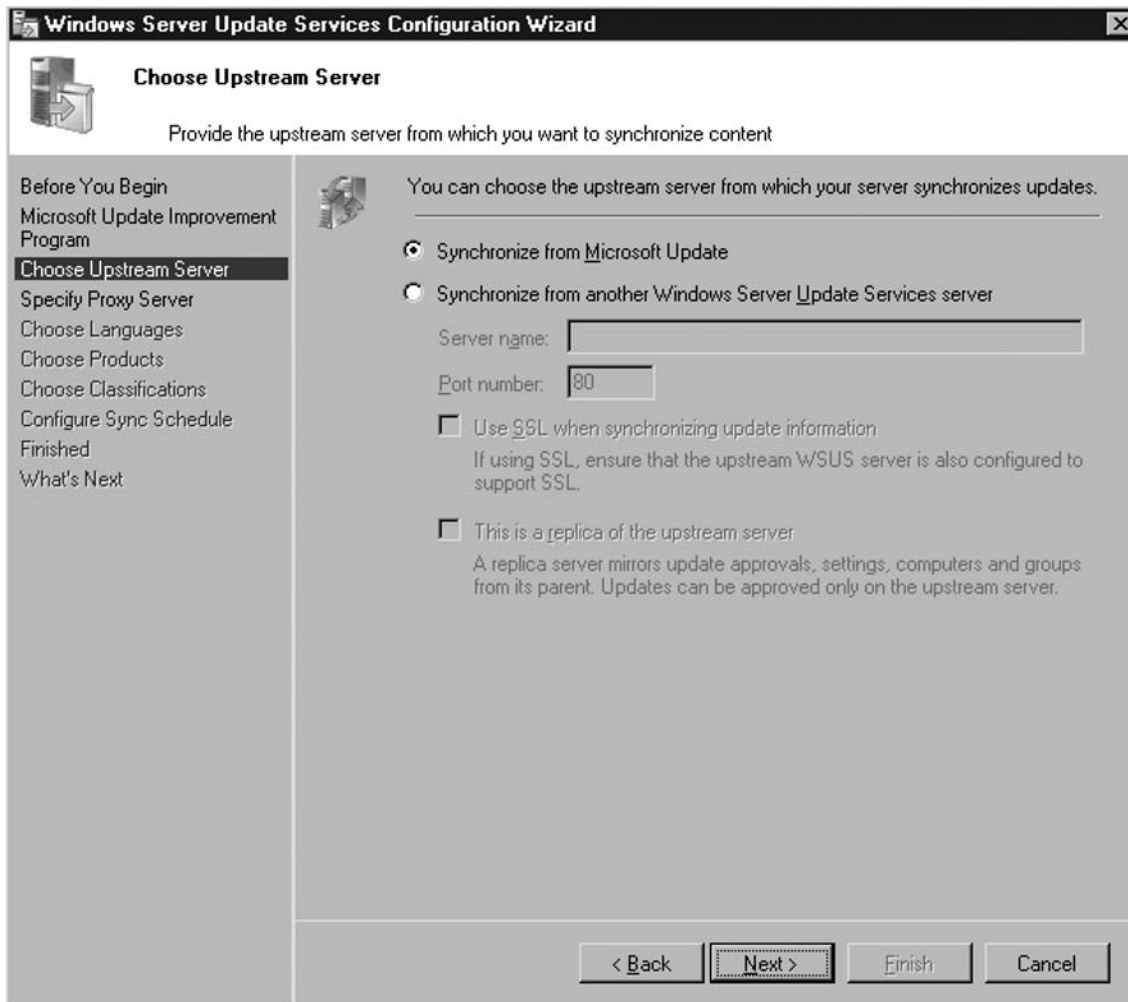 Windows Server Update Services Configuration Wizard
Choose Upstream Server
Provide the upstream server from which you want to synchronize content
Before You Begin
Microsoft Update Improvement
Program
Choose Upstream Server
Specify Proxy Server
Choose Languages
Choose Products
Choose Classifications
Configure Sync Schedule
Finished
What's Next
You can choose the upstream server from which your server synchronizes updates.
Synchronize from Microsoft Update
Synchronize from another Windows Server Update Services server
Server name:
Port number: 80
Use SSL when synchronizing update information
If using SSL, ensure that the upstream WSUS server is also configured to
support SSL.
This is a replica of the upstream server
A replica server mirrors update approvals, settings, computers and groups
from its parent. Updates can be approved only on the upstream server.
< Back Next > Finish Cancel